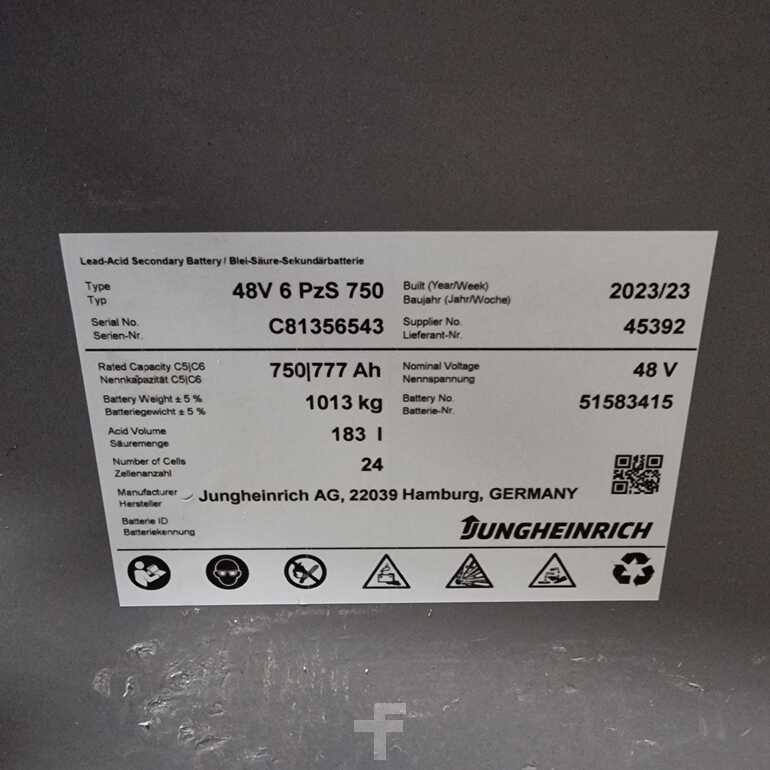 Lead-Acid Secondary Battery / Blei-Säure-Sekundärbatterie
Type
Typ
48V 6 PzS 750
Built (Year/Week)
Baujahr (Jahr/Woche)
2023/23
Serial No.
Serien-Nr.
C81356543
Supplier No.
Lieferant-Nr.
45392
Rated Capacity C5|C6
Nennkapazität C5|C6
750|777 Ah
Nominal Voltage
Nennspannung
48 V
Battery Weight ± 5 %
Batteriegewicht ± 5 %
1013 kg
Battery No.
Batterie-Nr.
51583415
Acid Volume
Säuremenge
183 l
Number of Cells
Zellenanzahl
24
Manufacturer
Hersteller
Jungheinrich AG, 22039 Hamburg, GERMANY
Batterie ID
Batteriekennung
JUNGHEINRICH